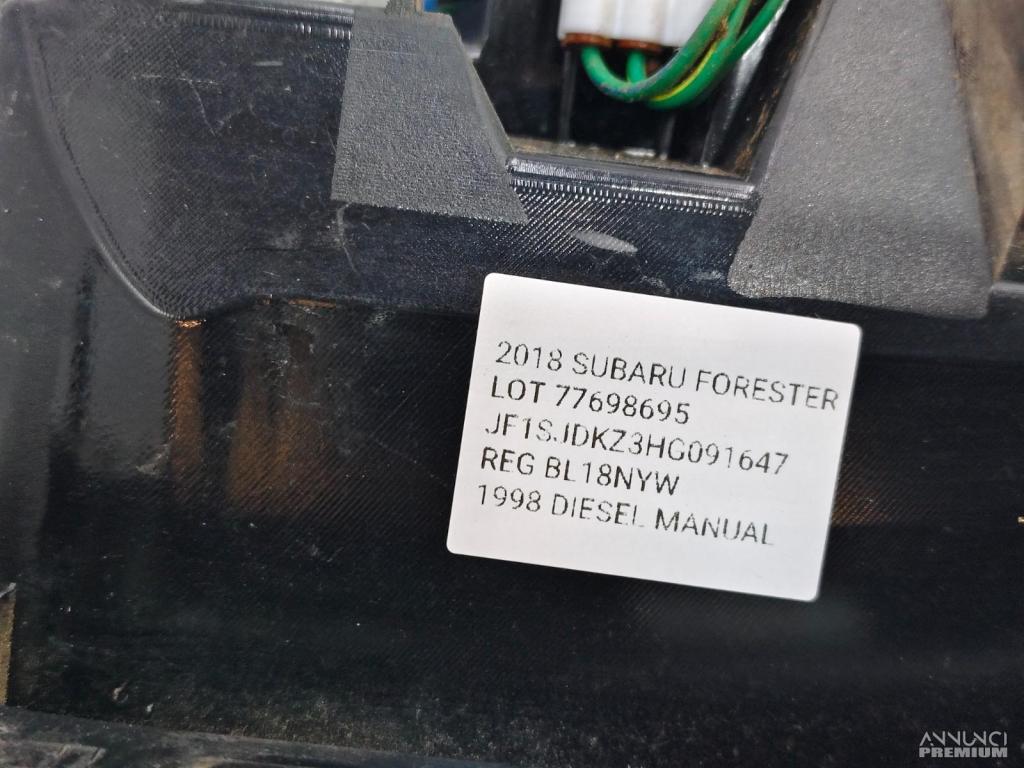 2018 SUBARU FORESTER
LOT 77698695
JF1SJDKZ3HG091647
REG BL18NYW
1998 DIESEL MANUAL
ANNUNCI
PREMIUM